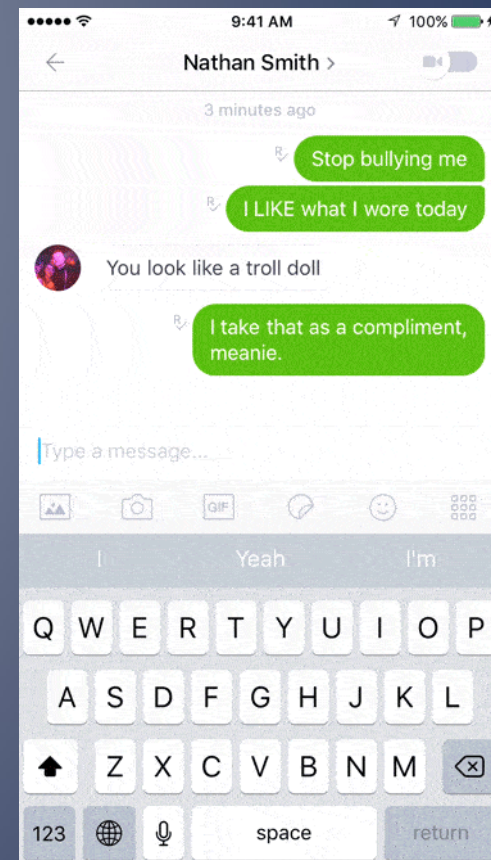 9:41 AM
100%
Nathan Smith >
3 minutes ago
R
Stop bullying me
R
I LIKE what I wore today
You look like a troll doll
R
I take that as a compliment,
meanie.
Type a message...
GIF
I Yeah I'm
Q W E R T Y U I O P
A S D F G H J K L
Z X C V B N M
123 space return